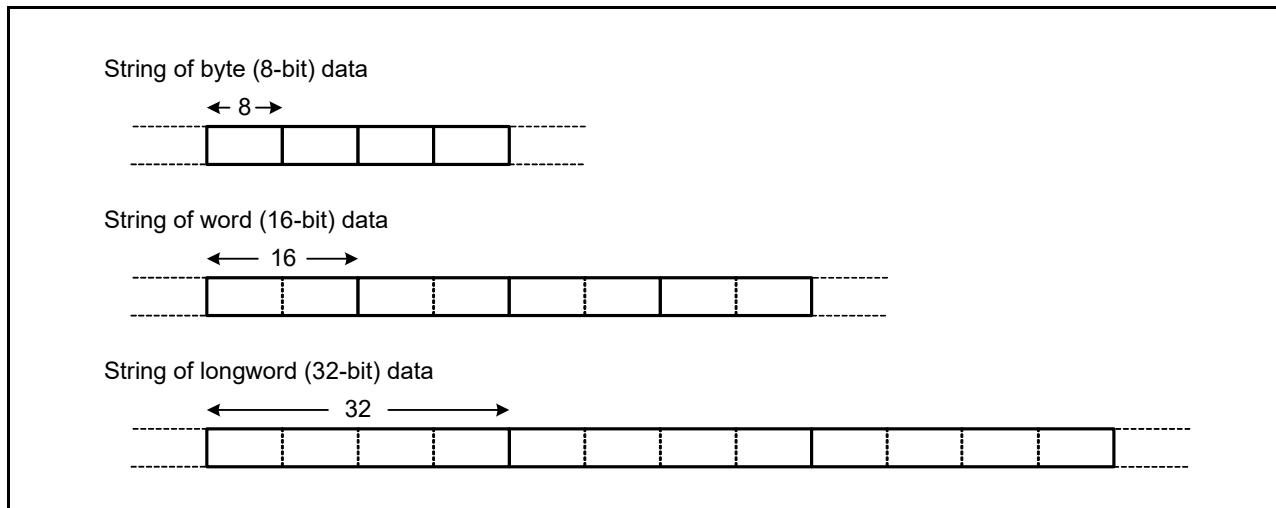 String of byte (8-bit) data
8
String of word (16-bit) data
16
String of longword (32-bit) data
32